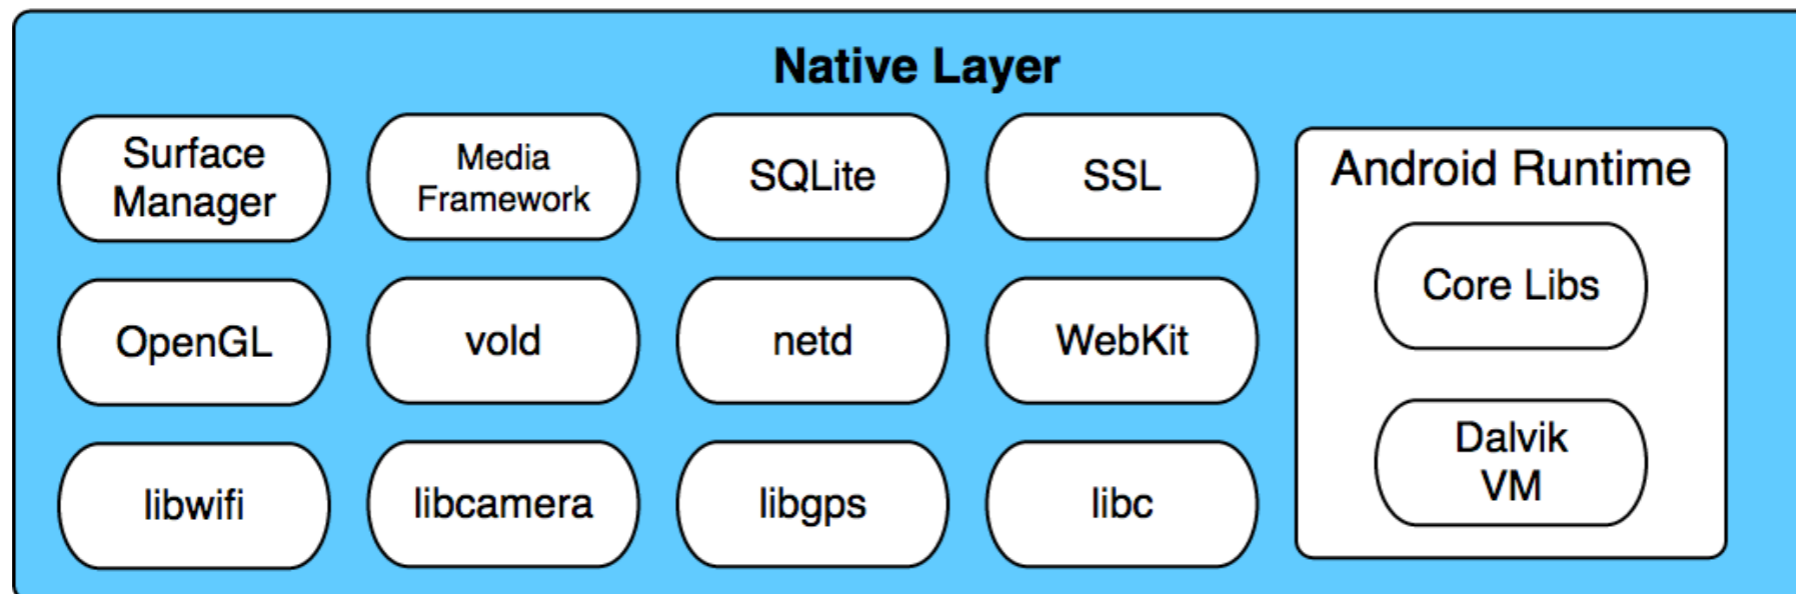 Native Layer
Surface
Manager
Media
Framework
SQLite
SSL
Android Runtime
Core Libs
OpenGL
vold
netd
WebKit
Dalvik
VM
libwifi
libcamera
libgps
libc